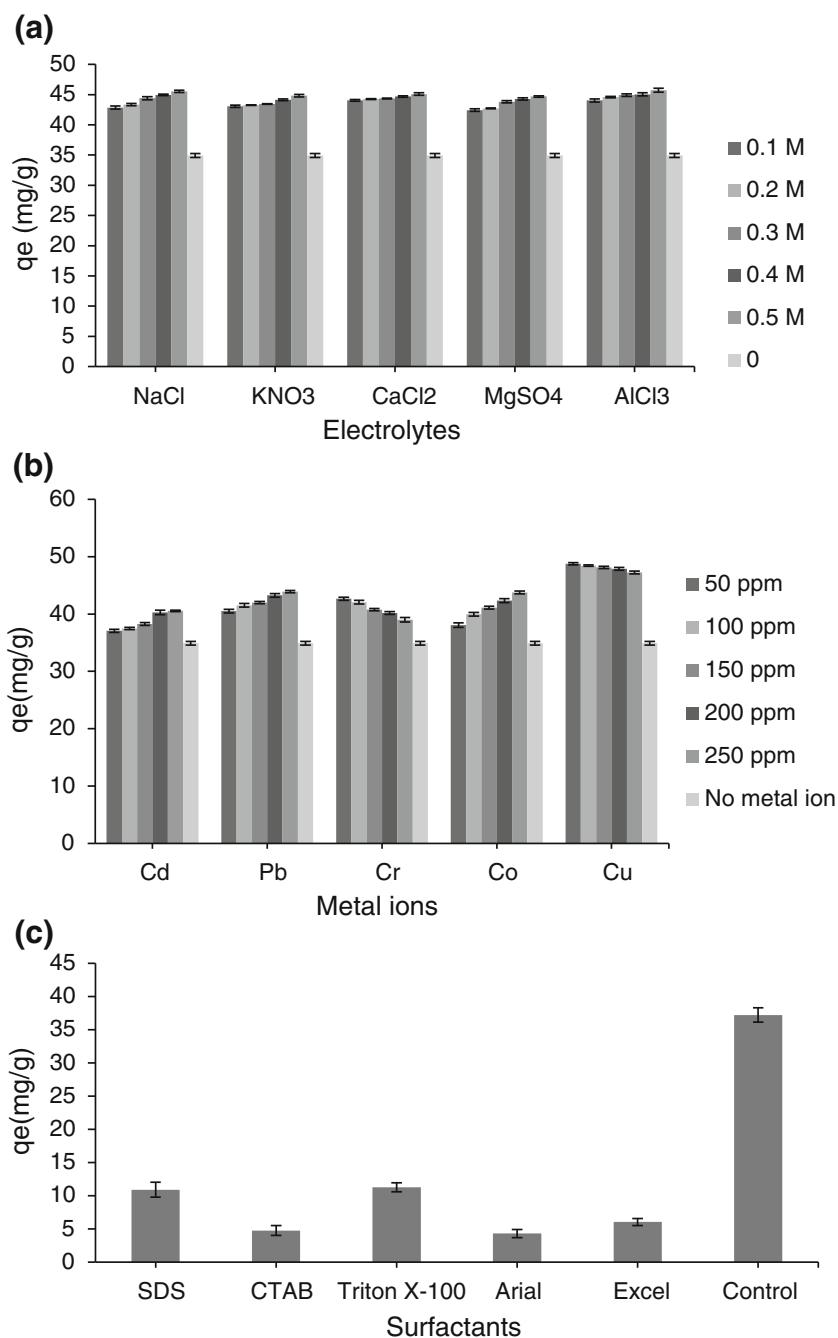 (a)
qe (mg/g)
50
45
40
35
30
25
20
15
10
5
0
NaCl
KNO3
CaCl2
MgSO4
AlCl3
Electrolytes
0.1 M
0.2 M
0.3 M
0.4 M
0.5 M
0
(b)
qe(mg/g)
60
50
40
30
20
10
0
Cd
Pb
Cr
Co
Cu
Metal ions
50 ppm
100 ppm
150 ppm
200 ppm
250 ppm
No metal ion
(c)
qe(mg/g)
45
40
35
30
25
20
15
10
5
0
SDS
CTAB
Triton X-100
Arial
Excel
Control
Surfactants